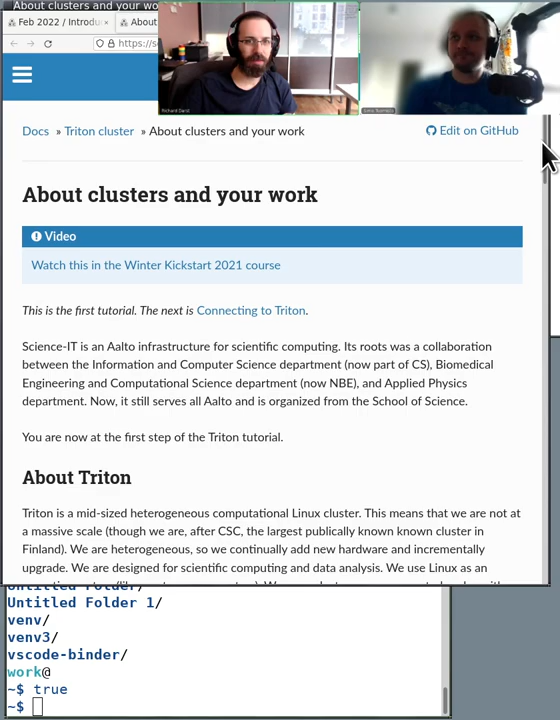 About clusters and your wo
Feb 2022 / Introdu
About
https://s
Docs » Triton cluster » About clusters and your work
Edit on GitHub
About clusters and your work
Video
Watch this in the Winter Kickstart 2021 course
This is the first tutorial. The next is Connecting to Triton.
Science-IT is an Aalto infrastructure for scientific computing. Its roots was a collaboration
between the Information and Computer Science department (now part of CS), Biomedical
Engineering and Computational Science department (now NBE), and Applied Physics
department. Now, it still serves all Aalto and is organized from the School of Science.
You are now at the first step of the Triton tutorial.
About Triton
Triton is a mid-sized heterogeneous computational Linux cluster. This means that we are not at
a massive scale (though we are, after CSC, the largest publically known known cluster in
Finland). We are heterogeneous, so we continually add new hardware and incrementally
upgrade. We are designed for scientific computing and data analysis. We use Linux as an
Untitled Folder/
Untitled Folder 1/
venv/
venv3/
vscode-binder/
work@
~$ true
~$